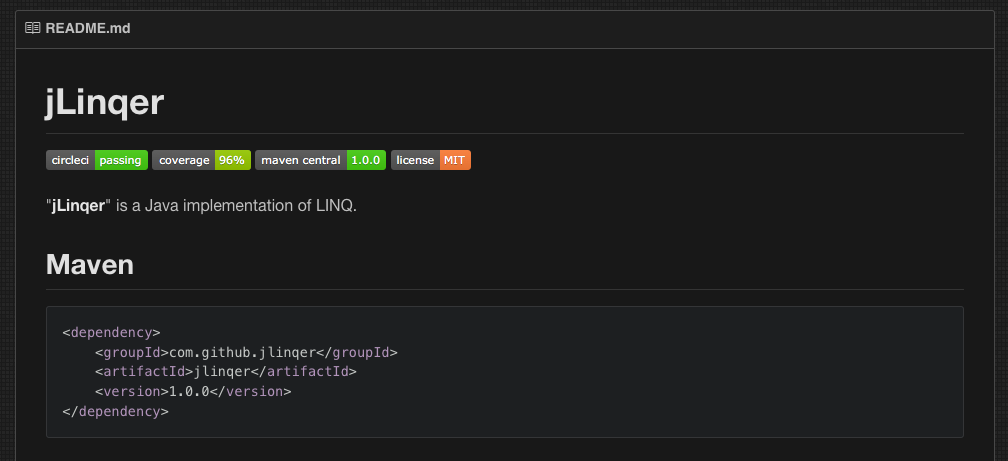 README.md
jLinqer
circleci passing coverage 96% maven central 1.0.0 license MIT
"jLinqer" is a Java implementation of LINQ.
Maven
<dependency>
    <groupId>com.github.jlinqer</groupId>
    <artifactId>jlinqer</artifactId>
    <version>1.0.0</version>
</dependency>